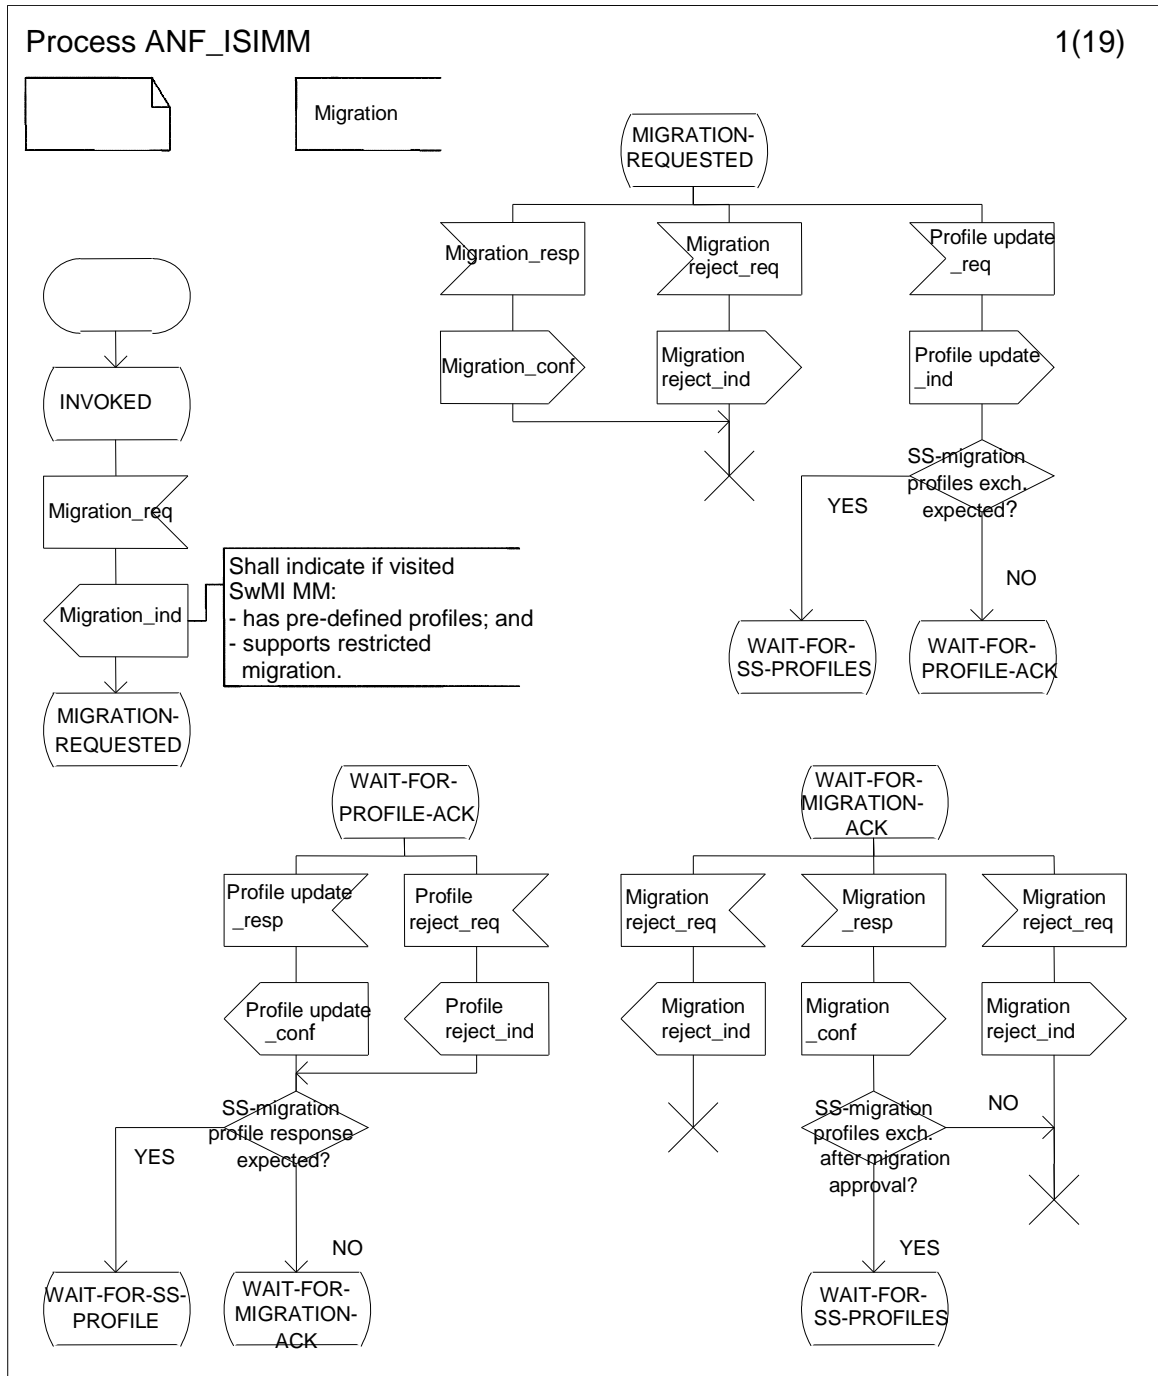 Process ANF_ISIMM
1(19)
Migration
MIGRATION-
REQUESTED
Migration_resp
Migration
reject_req
Profile update
_req
Migration_conf
Migration
reject_ind
Profile update
_ind
SS-migration
profiles exch.
expected?
YES
NO
WAIT-FOR-
SS-PROFILES
WAIT-FOR-
PROFILE-ACK
INVOKED
Migration_req
Migration_ind
Shall indicate if visited
SwMI MM:
- has pre-defined profiles; and
- supports restricted
migration.
MIGRATION-
REQUESTED
WAIT-FOR-
PROFILE-ACK
Profile update
_resp
Profile
reject_req
Profile update
_conf
Profile
reject_ind
SS-migration
profile response
expected?
YES
NO
WAIT-FOR-SS-
PROFILE
WAIT-FOR-
MIGRATION-
ACK
WAIT-FOR-
MIGRATION-
ACK
Migration
reject_req
Migration
_resp
Migration
reject_req
Migration
reject_ind
Migration
_conf
Migration
reject_ind
SS-migration
profiles exch.
after migration
approval?
NO
YES
WAIT-FOR-
SS-PROFILES